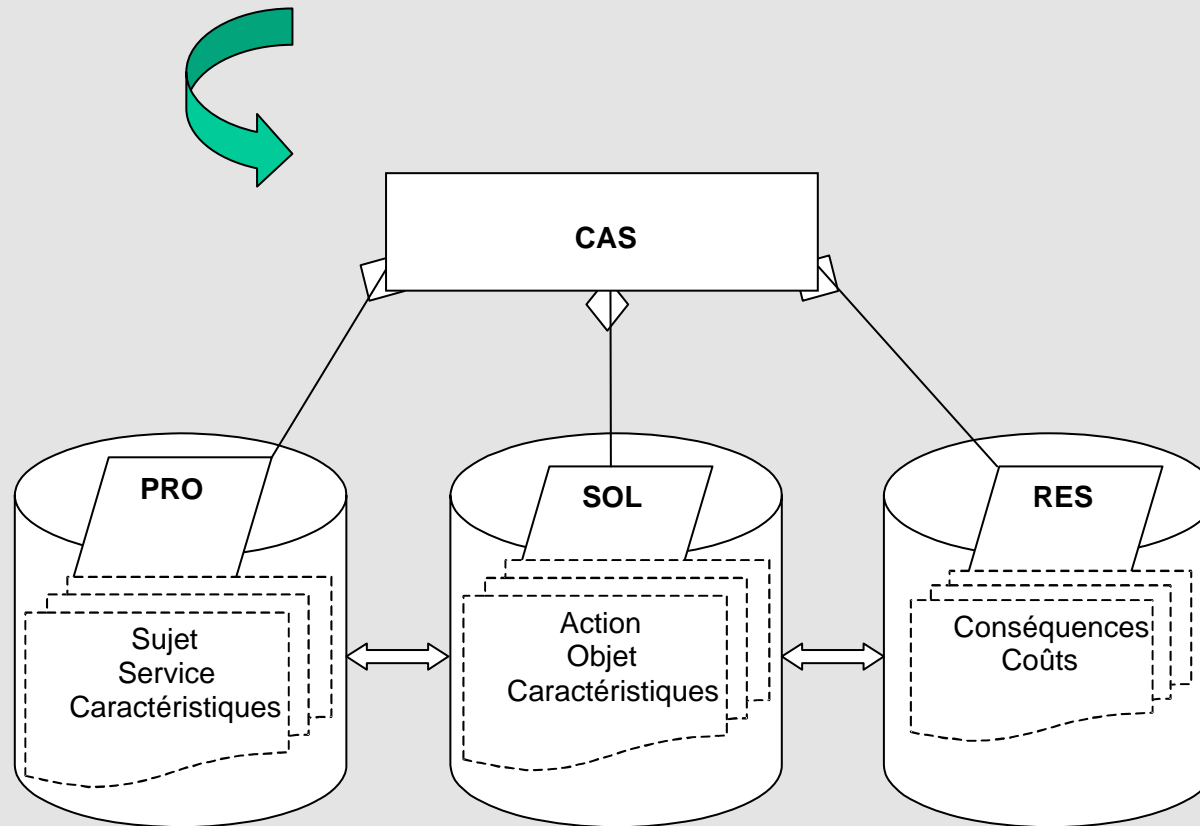 CAS
PRO
SOL
RES
Sujet
Service
Caractéristiques
Action
Objet
Caractéristiques
Conséquences
Coûts